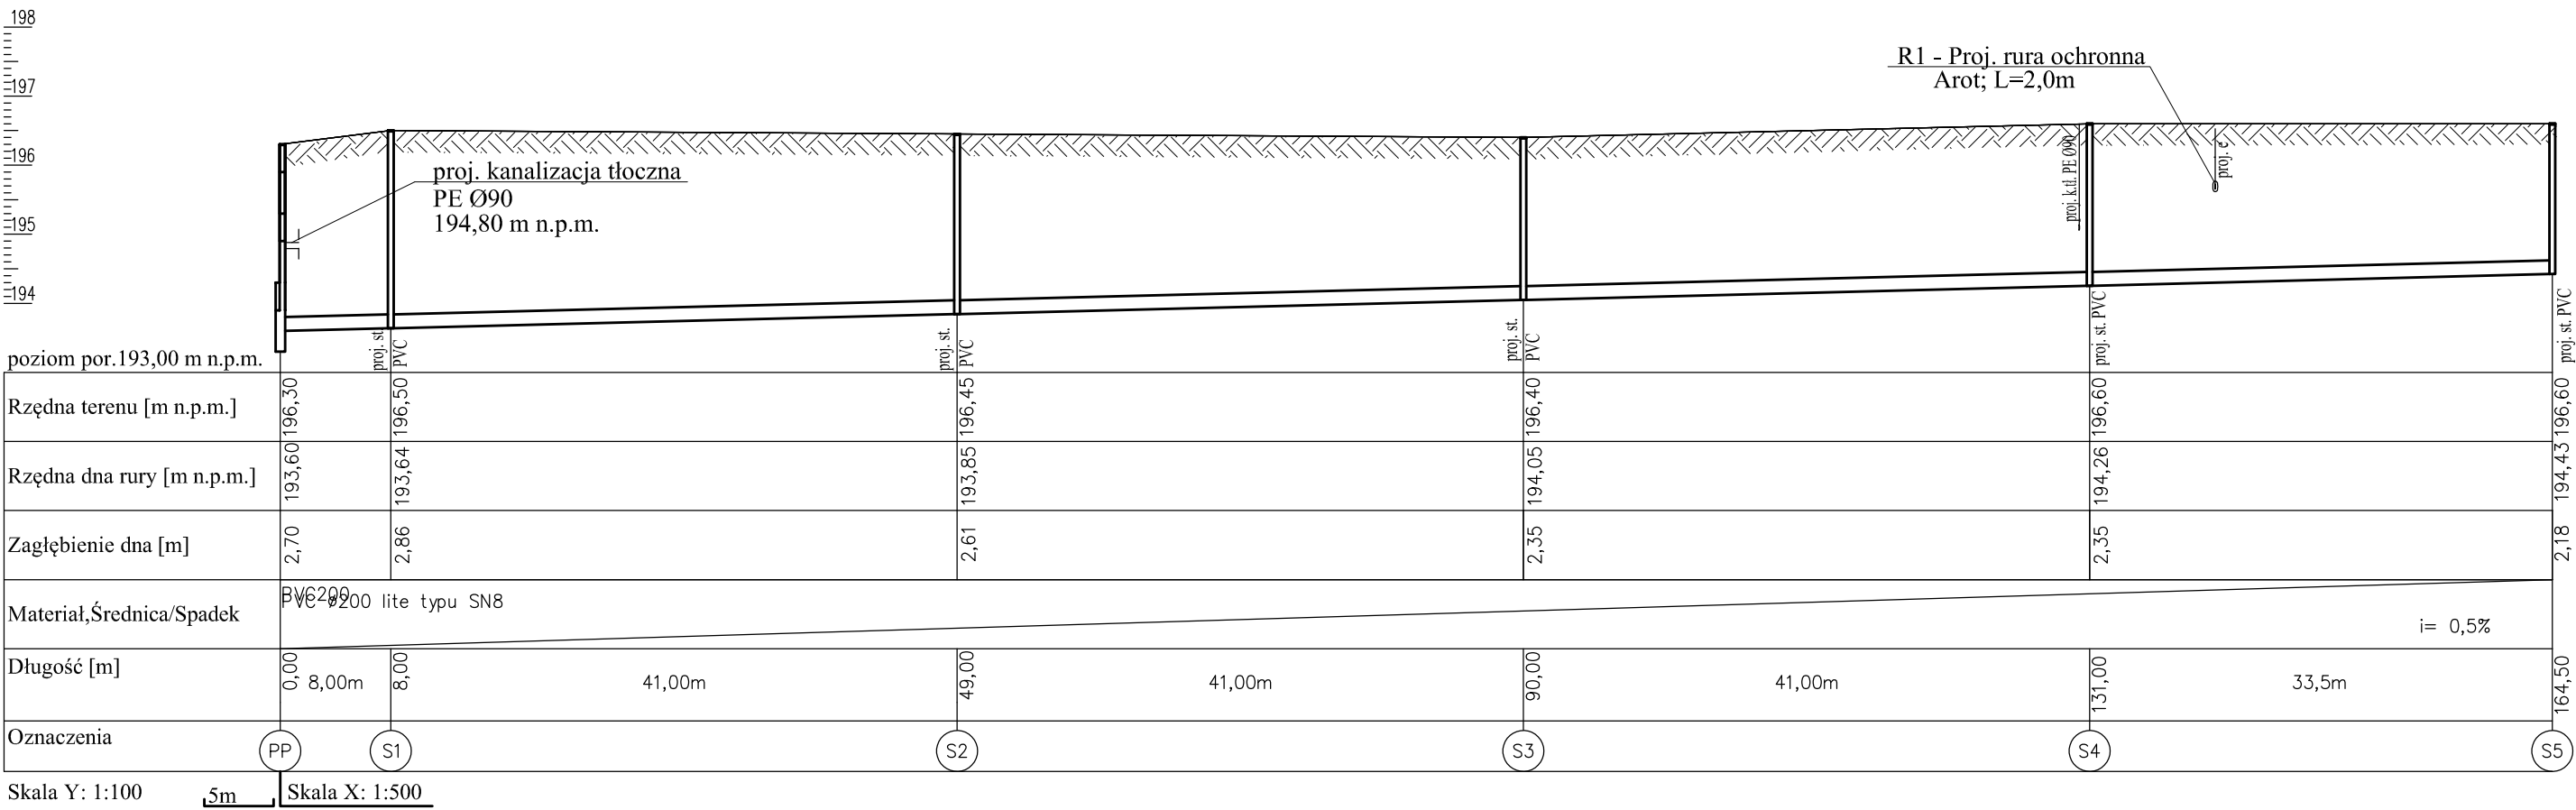 198
197
196
195
194
R1 - Proj. rura ochronna
Arot; L=2,0m
proj. kanalizacja tłoczna
PE Ø90
194,80 m n.p.m.
proj. k.tł. PE Ø90
proj. e
proj. st. PVC
proj. st. PVC
proj. st. PVC
proj. st. PVC
proj. st. PVC
poziom por.193,00 m n.p.m.
Rzędna terenu [m n.p.m.] 196,30 196,50 196,45 196,40 196,60 196,60
Rzędna dna rury [m n.p.m.] 193,60 193,64 193,85 194,05 194,26 194,43
Zagłębienie dna [m] 2,70 2,86 2,61 2,35 2,35 2,18
PVC200
Materiał,Średnica/Spadek PVC ø200 lite typu SN8
i= 0,5%
Długość [m] 0,00 8,00m 8,00 41,00m 49,00 41,00m 90,00 41,00m 131,00 33,5m 164,50
Oznaczenia PP S1 S2 S3 S4 S5
Skala Y: 1:100 5m Skala X: 1:500